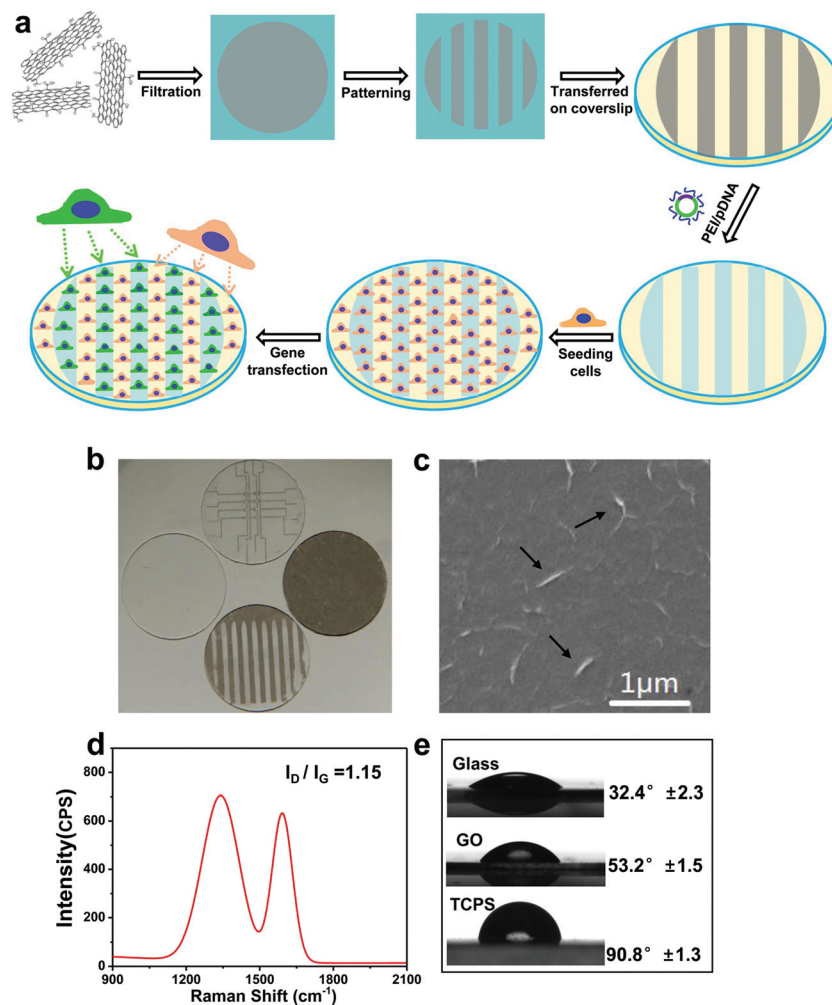 a
Filtration
Patterning
Transferred
on coverslip
PEI/pDNA
Gene
transfection
Seeding
cells
b
c
1μm
d
I_D / I_G =1.15
Intensity(CPS)
800
600
400
200
0
900 1200 1500 1800 2100
Raman Shift (cm⁻¹)
e
Glass
32.4° ±2.3
GO
53.2° ±1.5
TCPS
90.8° ±1.3